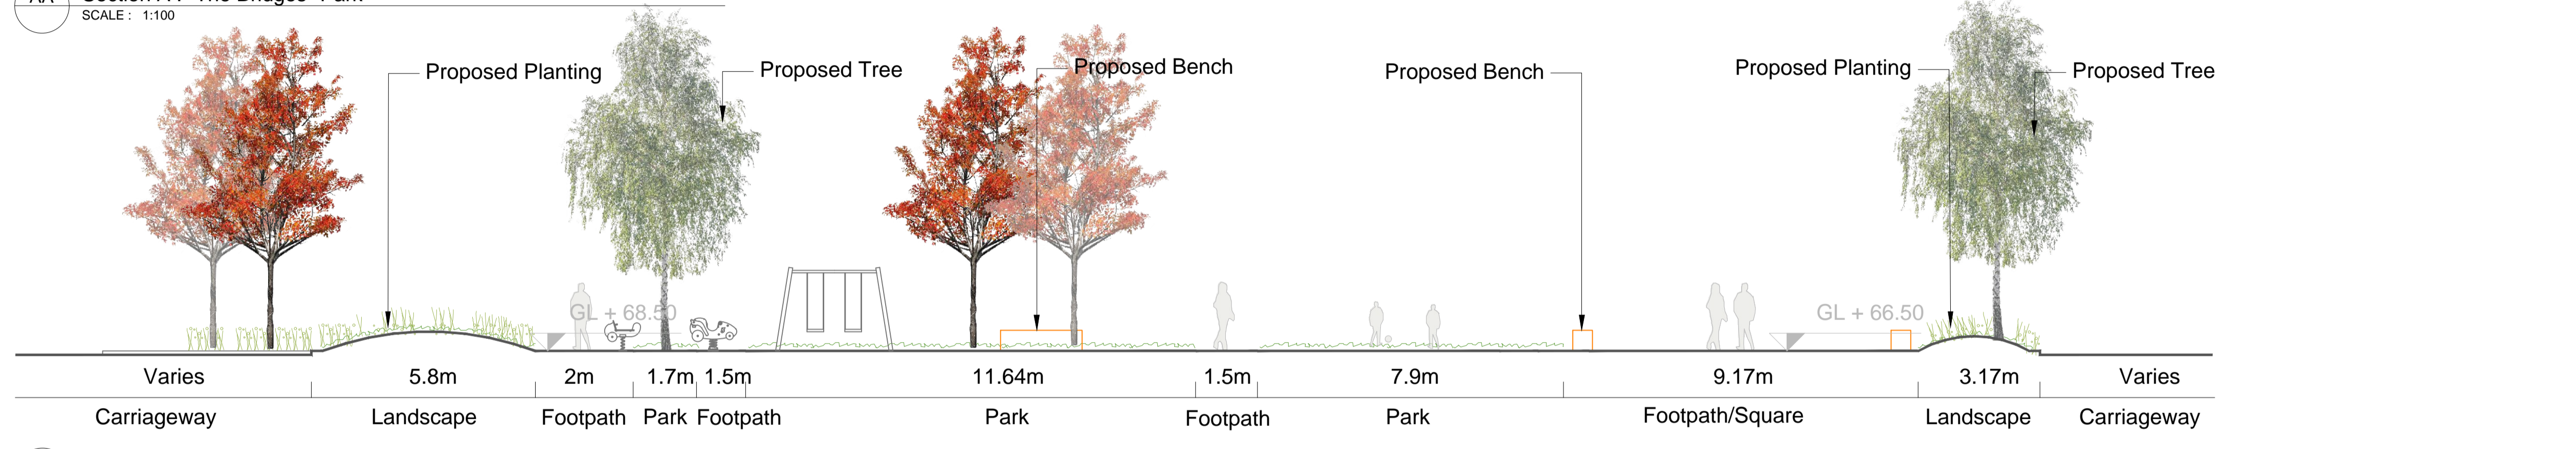 SCALE : 1:100
Proposed Planting
Proposed Tree
Proposed Bench
Proposed Bench
Proposed Planting
Proposed Tree
GL + 68.50
GL + 66.50
Varies 5.8m 2m 1.7m 1.5m 11.64m 1.5m 7.9m 9.17m 3.17m Varies
Carriageway Landscape Footpath Park Footpath Park Footpath Park Footpath/Square Landscape Carriageway